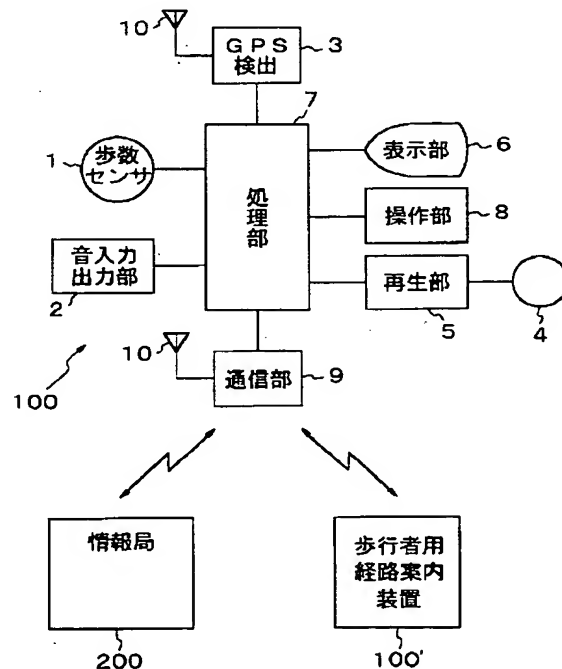 10
GPS
検出
3
7
1
歩数
センサ
処理部
表示部
6
操作部
8
音入力
出力部
2
再生部
5
4
10
通信部
9
100
情報局
200
歩行者用
経路案内
装置
100'